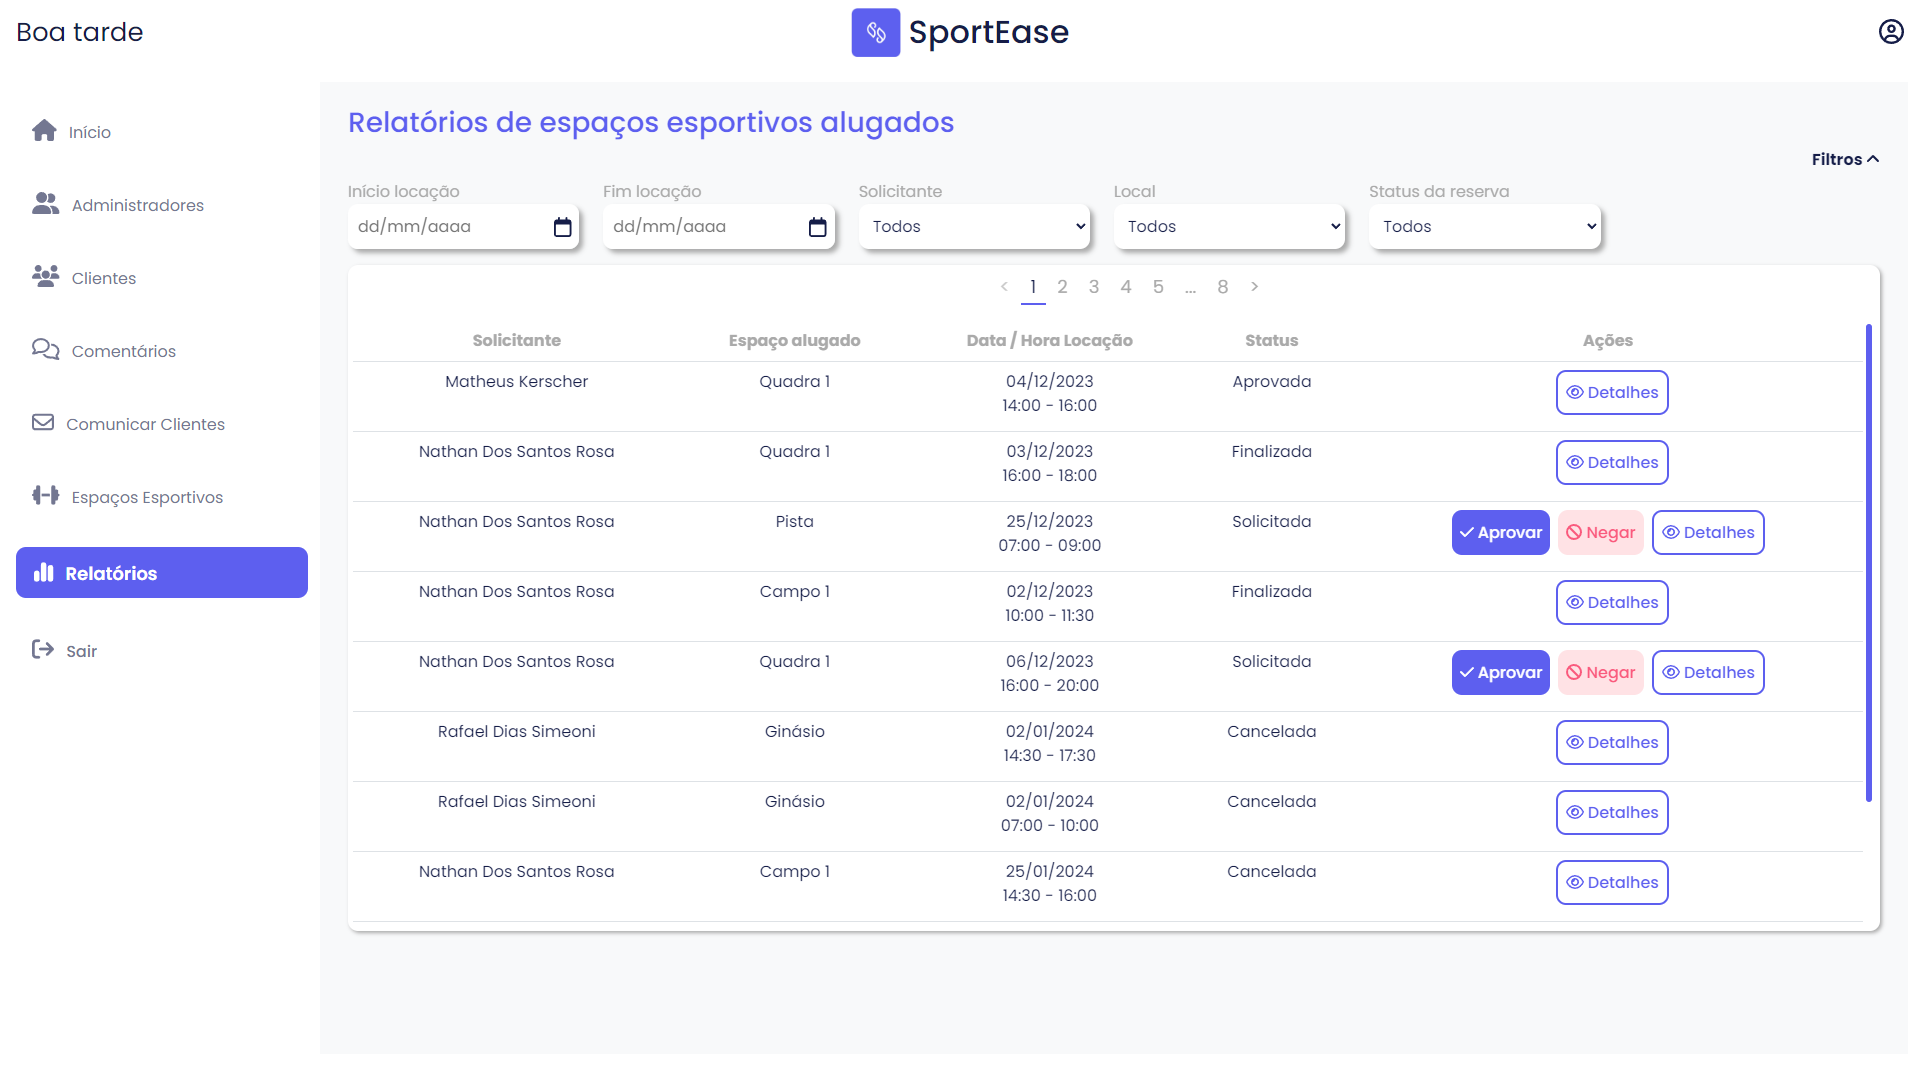 Boa tarde
SportEase
Início
Administradores
Clientes
Comentários
Comunicar Clientes
Espaços Esportivos
Relatórios
Sair
Relatórios de espaços esportivos alugados
Filtros
Início locação Fim locação Solicitante Local Status da reserva
dd/mm/aaaa dd/mm/aaaa Todos Todos Todos
< 1 2 3 4 5 ... 8 >
Solicitante Espaço alugado Data / Hora Locação Status Ações
Matheus Kerscher Quadra 1 04/12/2023 Aprovada Detalhes
14:00 - 16:00
Nathan Dos Santos Rosa Quadra 1 03/12/2023 Finalizada Detalhes
16:00 - 18:00
Nathan Dos Santos Rosa Pista 25/12/2023 Solicitada Aprovar Negar Detalhes
07:00 - 09:00
Nathan Dos Santos Rosa Campo 1 02/12/2023 Finalizada Detalhes
10:00 - 11:30
Nathan Dos Santos Rosa Quadra 1 06/12/2023 Solicitada Aprovar Negar Detalhes
16:00 - 20:00
Rafael Dias Simeoni Ginásio 02/01/2024 Cancelada Detalhes
14:30 - 17:30
Rafael Dias Simeoni Ginásio 02/01/2024 Cancelada Detalhes
07:00 - 10:00
Nathan Dos Santos Rosa Campo 1 25/01/2024 Cancelada Detalhes
14:30 - 16:00